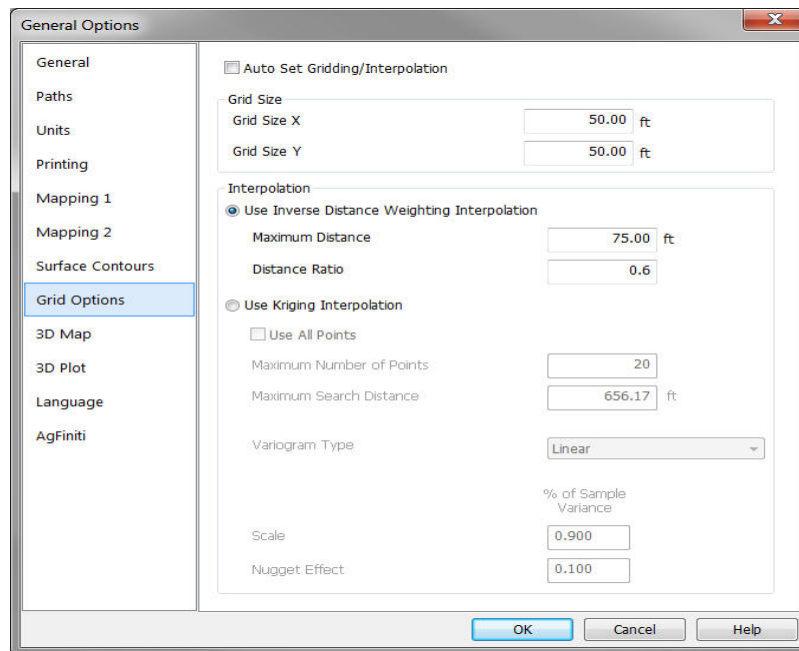 General Options
General
Paths
Units
Printing
Mapping 1
Mapping 2
Surface Contours
Grid Options
3D Map
3D Plot
Language
AgFiniti
Auto Set Gridding/Interpolation
Grid Size
Grid Size X 50.00 ft
Grid Size Y 50.00 ft
Interpolation
Use Inverse Distance Weighting Interpolation
Maximum Distance 75.00 ft
Distance Ratio 0.6
Use Kriging Interpolation
Use All Points
Maximum Number of Points 20
Maximum Search Distance 656.17 ft
Variogram Type Linear
% of Sample
Variance
Scale 0.900
Nugget Effect 0.100
OK Cancel Help